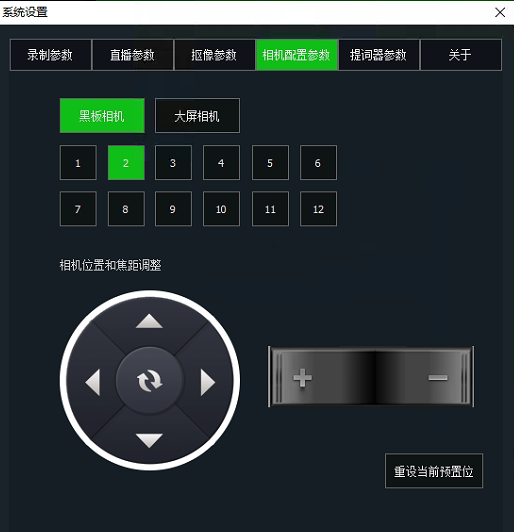 系统设置
录制参数 直播参数 抠像参数 相机配置参数 提词器参数 关于
黑板相机 大屏相机
1 2 3 4 5 6
7 8 9 10 11 12
相机位置和焦距调整
+ −
重设当前预置位